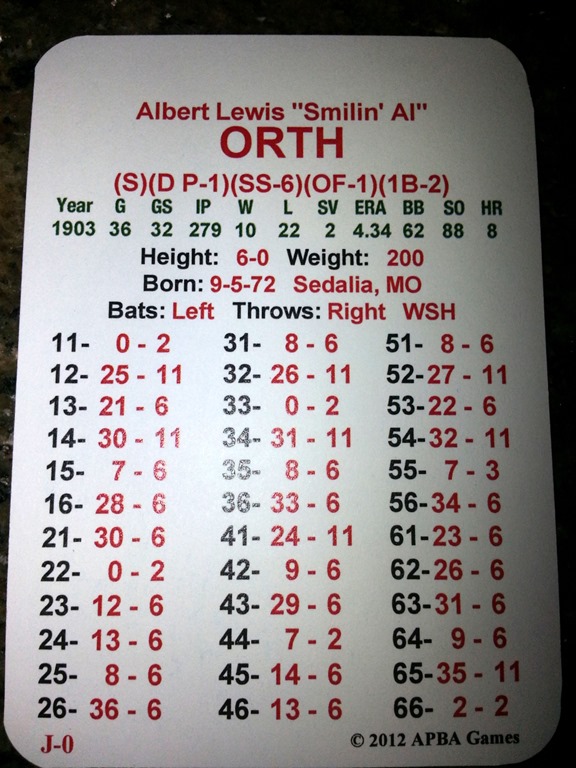 Albert Lewis "Smilin' Al"
ORTH
(S)(D P-1)(SS-6)(OF-1)(1B-2)
Year G GS IP W L SV ERA BB SO HR
1903 36 32 279 10 22 2 4.34 62 88 8
Height: 6-0 Weight: 200
Born: 9-5-72 Sedalia, MO
Bats: Left Throws: Right WSH
11- 0 - 2 31- 8 - 6 51- 8 - 6
12- 25 - 11 32- 26 - 11 52- 27 - 11
13- 21 - 6 33- 0 - 2 53- 22 - 6
14- 30 - 11 34- 31 - 11 54- 32 - 11
15- 7 - 6 35- 8 - 6 55- 7 - 3
16- 28 - 6 36- 33 - 6 56- 34 - 6
21- 30 - 6 41- 24 - 11 61- 23 - 6
22- 0 - 2 42- 9 - 6 62- 26 - 6
23- 12 - 6 43- 29 - 6 63- 31 - 6
24- 13 - 6 44- 7 - 2 64- 9 - 6
25- 8 - 6 45- 14 - 6 65- 35 - 11
26- 36 - 6 46- 13 - 6 66- 2 - 2
J-0 © 2012 APBA Games